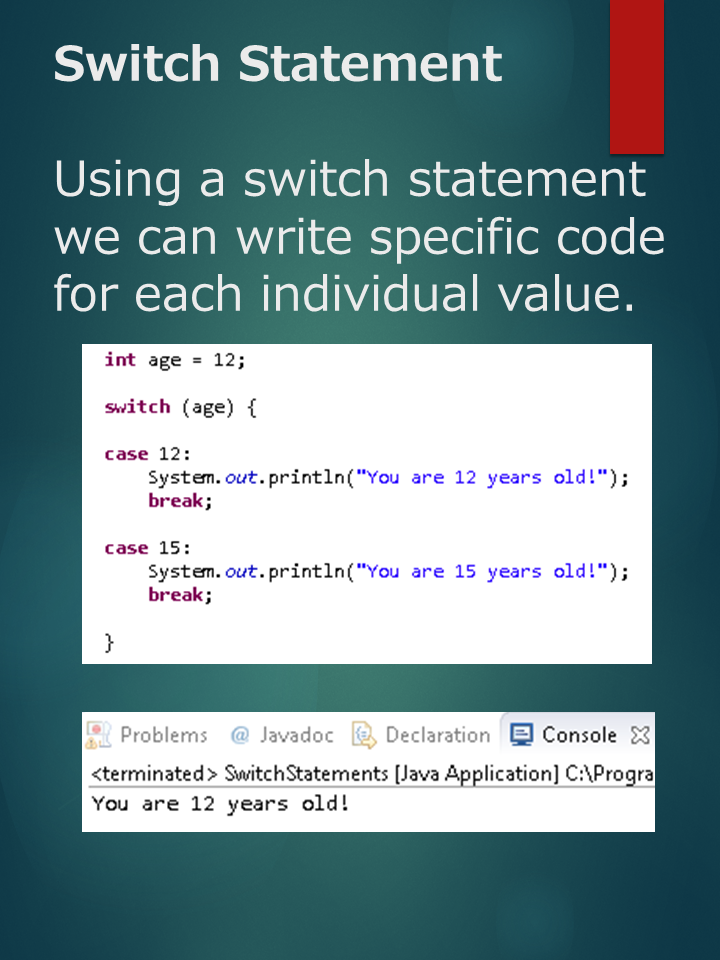 Switch Statement
Using a switch statement
we can write specific code
for each individual value.
int age = 12;
switch (age) {
case 12:
System.out.println("You are 12 years old!");
break;
case 15:
System.out.println("You are 15 years old!");
break;
}
Problems @ Javadoc Declaration Console
<terminated> SwitchStatements [Java Application] C:\Progra
You are 12 years old!